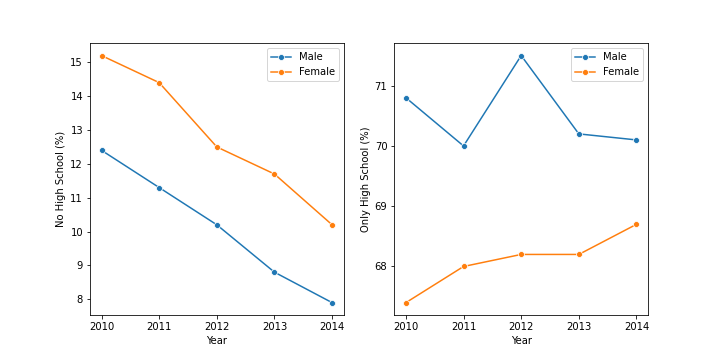 No High School (%)
15
14
13
12
11
10
9
8
2010 2011 2012 2013 2014
Year
Male
Female
Only High School (%)
71
70
69
68
2010 2011 2012 2013 2014
Year
Male
Female